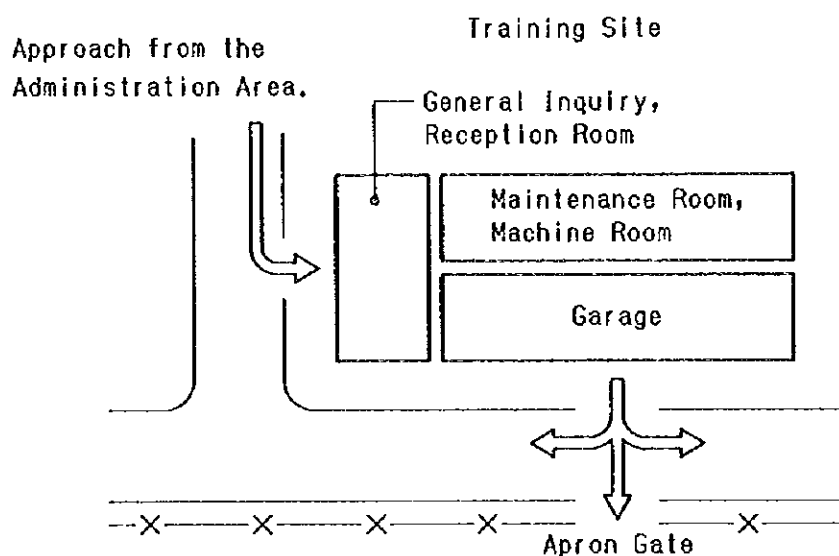 Training Site
Approach from the
Administration Area.
General Inquiry,
Reception Room
Maintenance Room,
Machine Room
Garage
Apron Gate